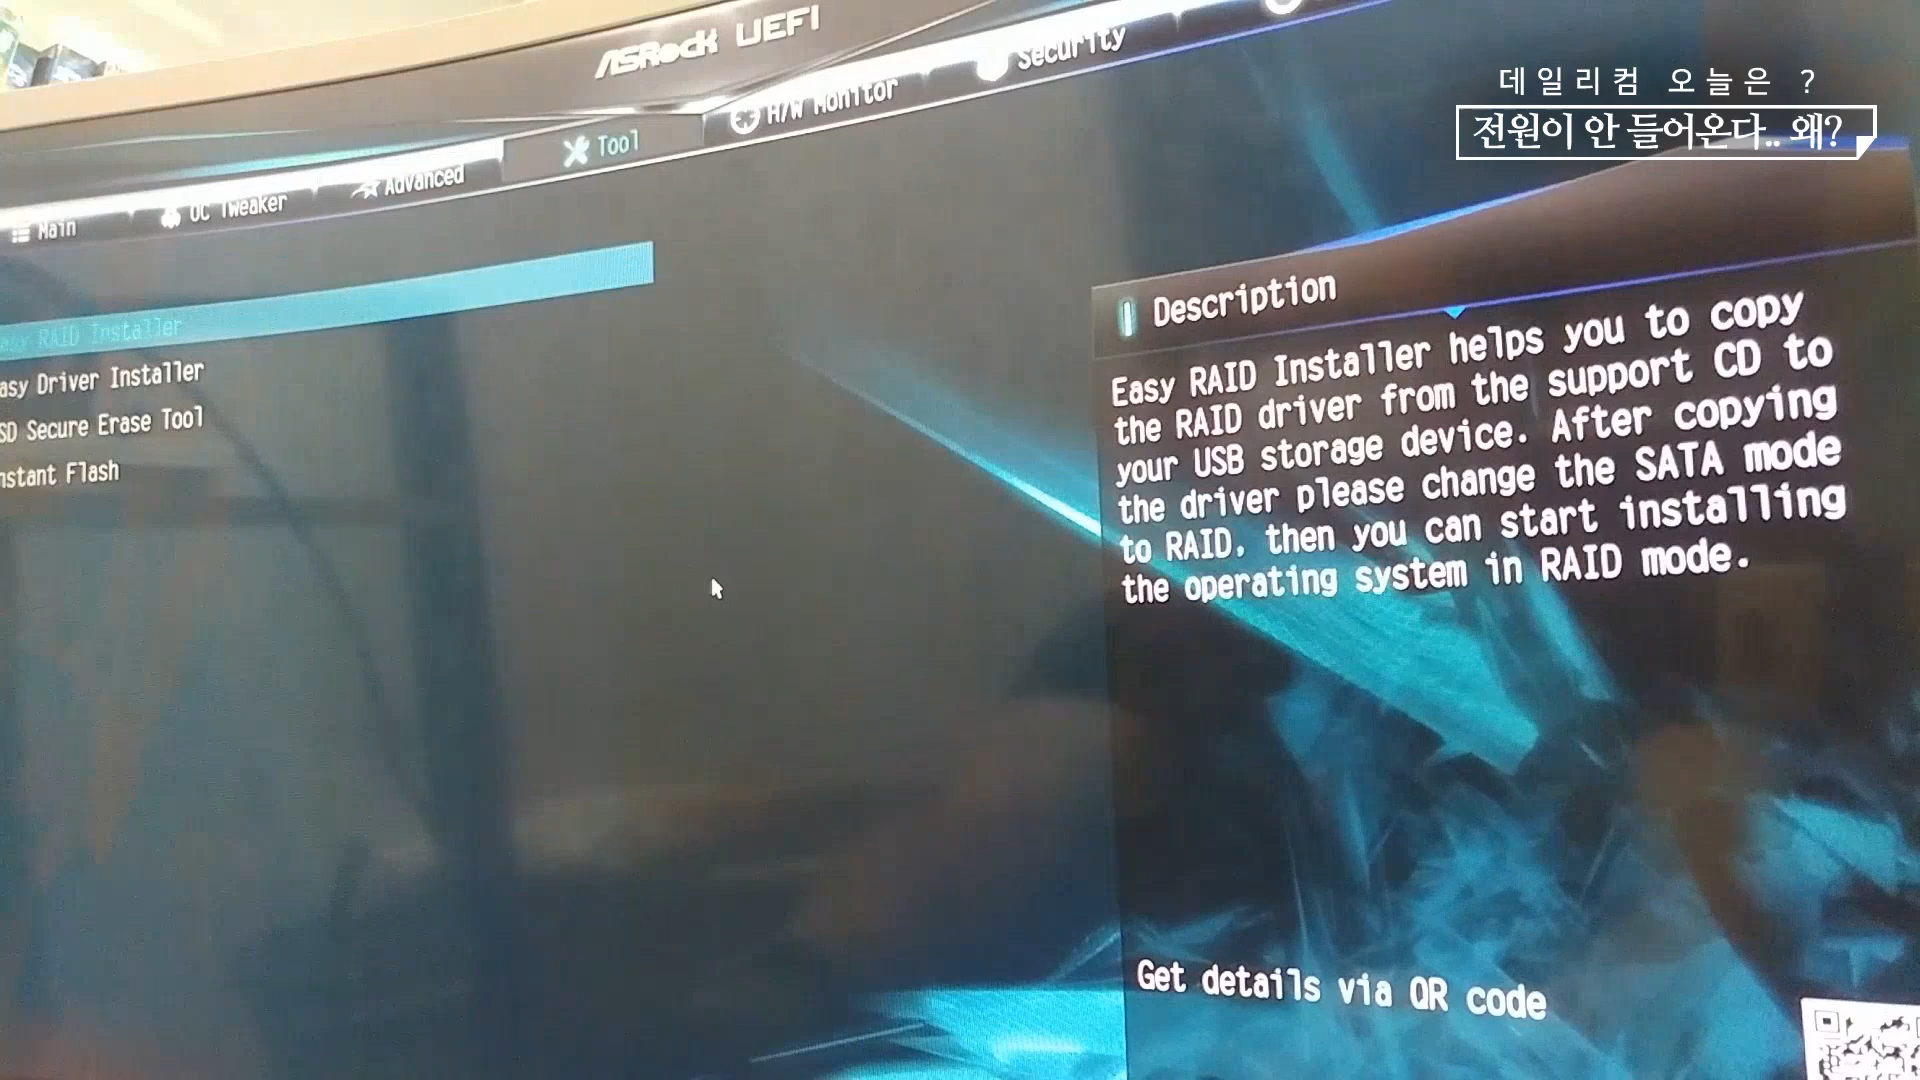 ASRock UEFI
데일리컴 오늘은 ?
전원이 안 들어온다.. 왜?
Main
OC Tweaker
Advanced
Tool
H/W Monitor
Security
RAID Installer
asy Driver Installer
SD Secure Erase Tool
nstant Flash
Description
Easy RAID Installer helps you to copy
the RAID driver from the support CD to
your USB storage device. After copying
the driver please change the SATA mode
to RAID, then you can start installing
the operating system in RAID mode.
Get details via QR code